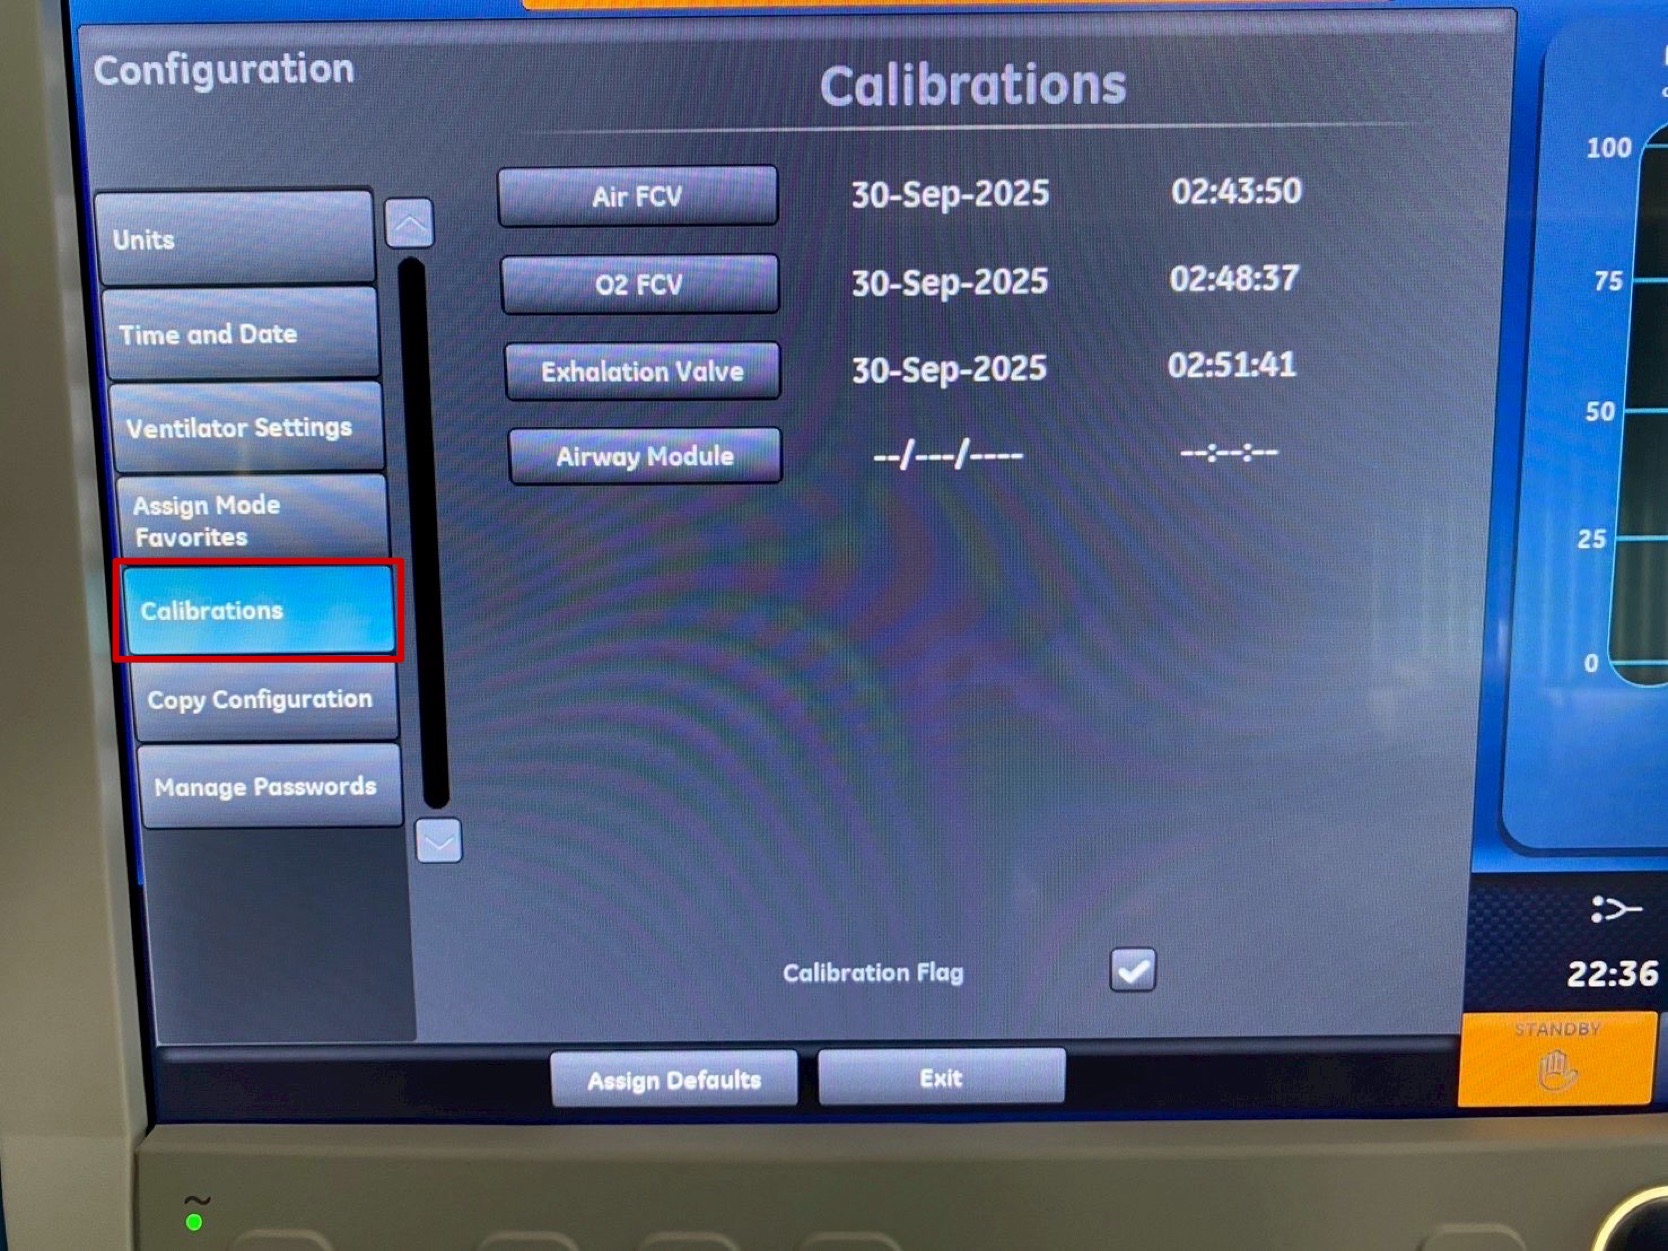 Configuration
Calibrations
Units
Time and Date
Ventilator Settings
Assign Mode
Favorites
Calibrations
Copy Configuration
Manage Passwords
Air FCV 30-Sep-2025 02:43:50
O2 FCV 30-Sep-2025 02:48:37
Exhalation Valve 30-Sep-2025 02:51:41
Airway Module --/---/---- --:--:--
Calibration Flag
Assign Defaults
Exit
100
75
50
25
0
22:36
STANDBY